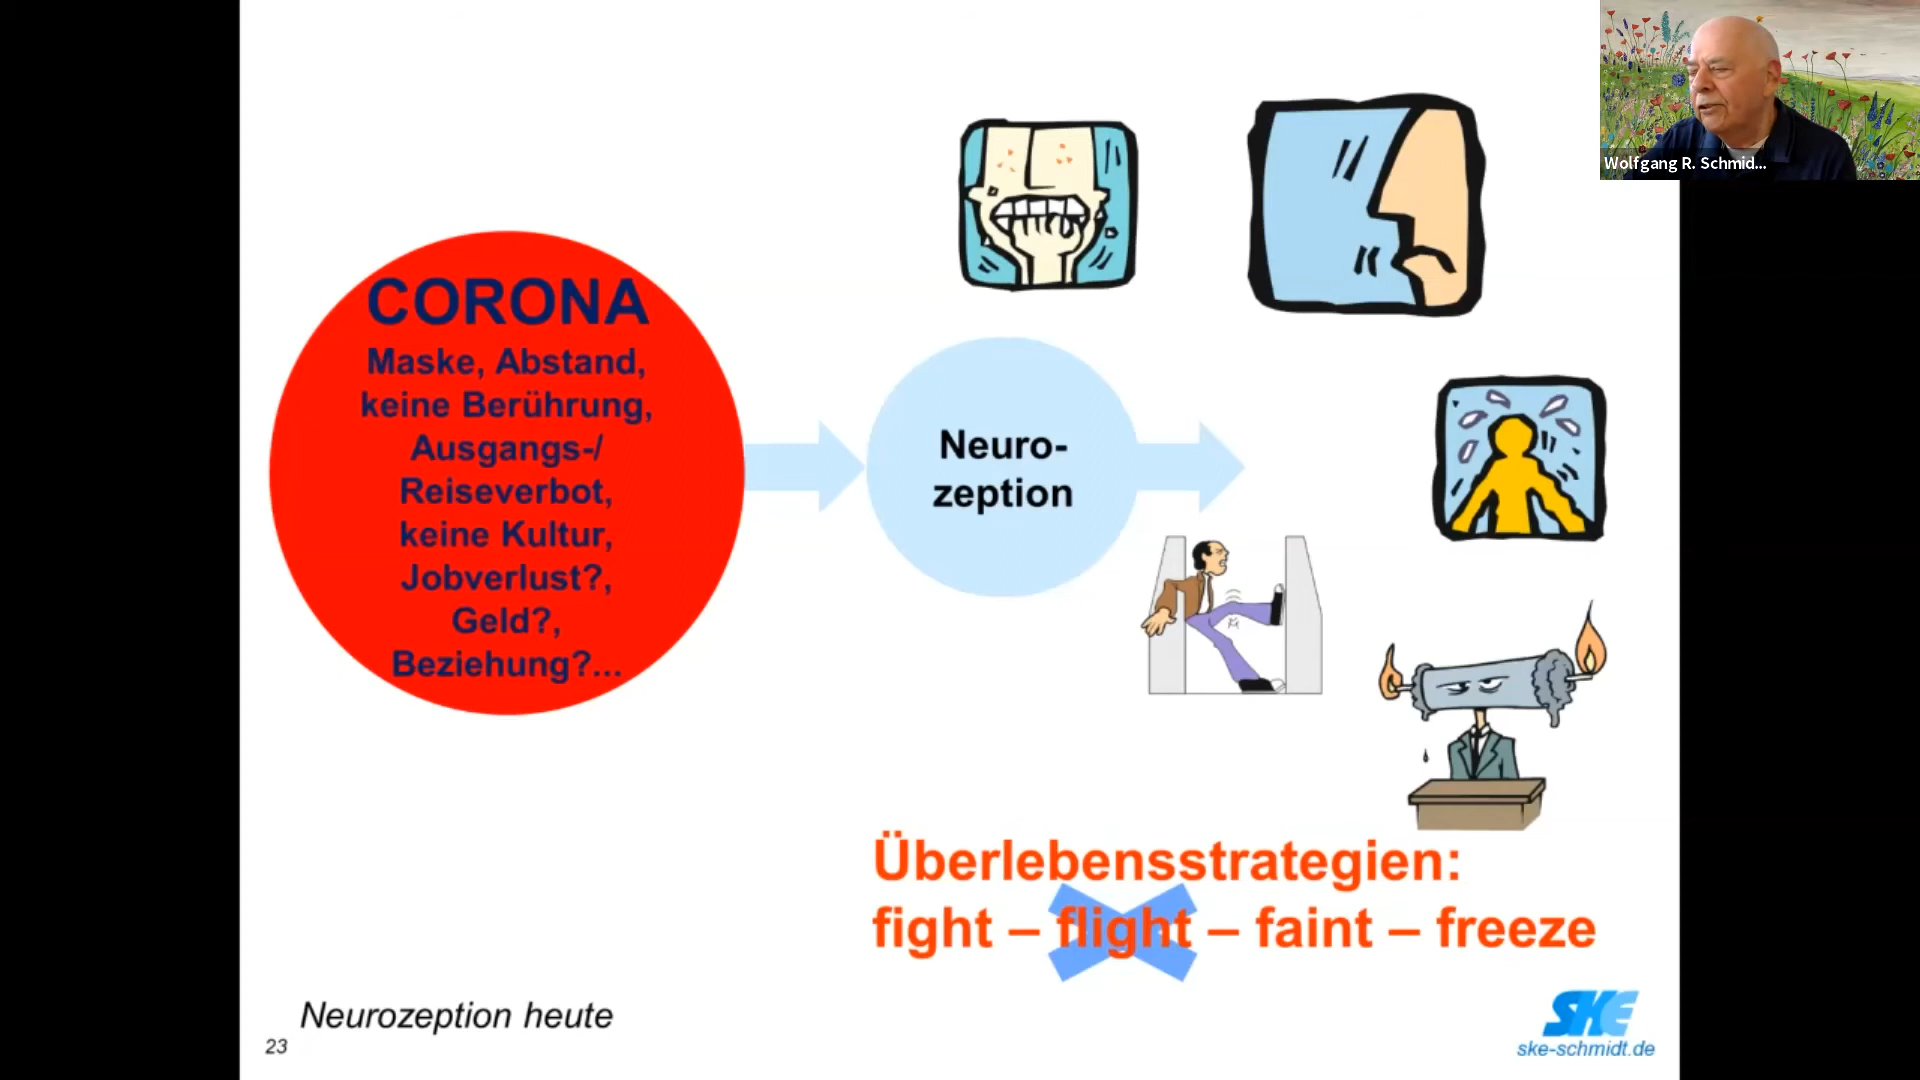 Wolfgang R. Schmid...
CORONA
Maske, Abstand,
keine Berührung,
Ausgangs-/
Reiseverbot,
keine Kultur,
Jobverlust?,
Geld?,
Beziehung?...
Neuro-
zeption
Überlebensstrategien:
fight – flight – faint – freeze
Neurozeption heute
23
SKE
ske-schmidt.de